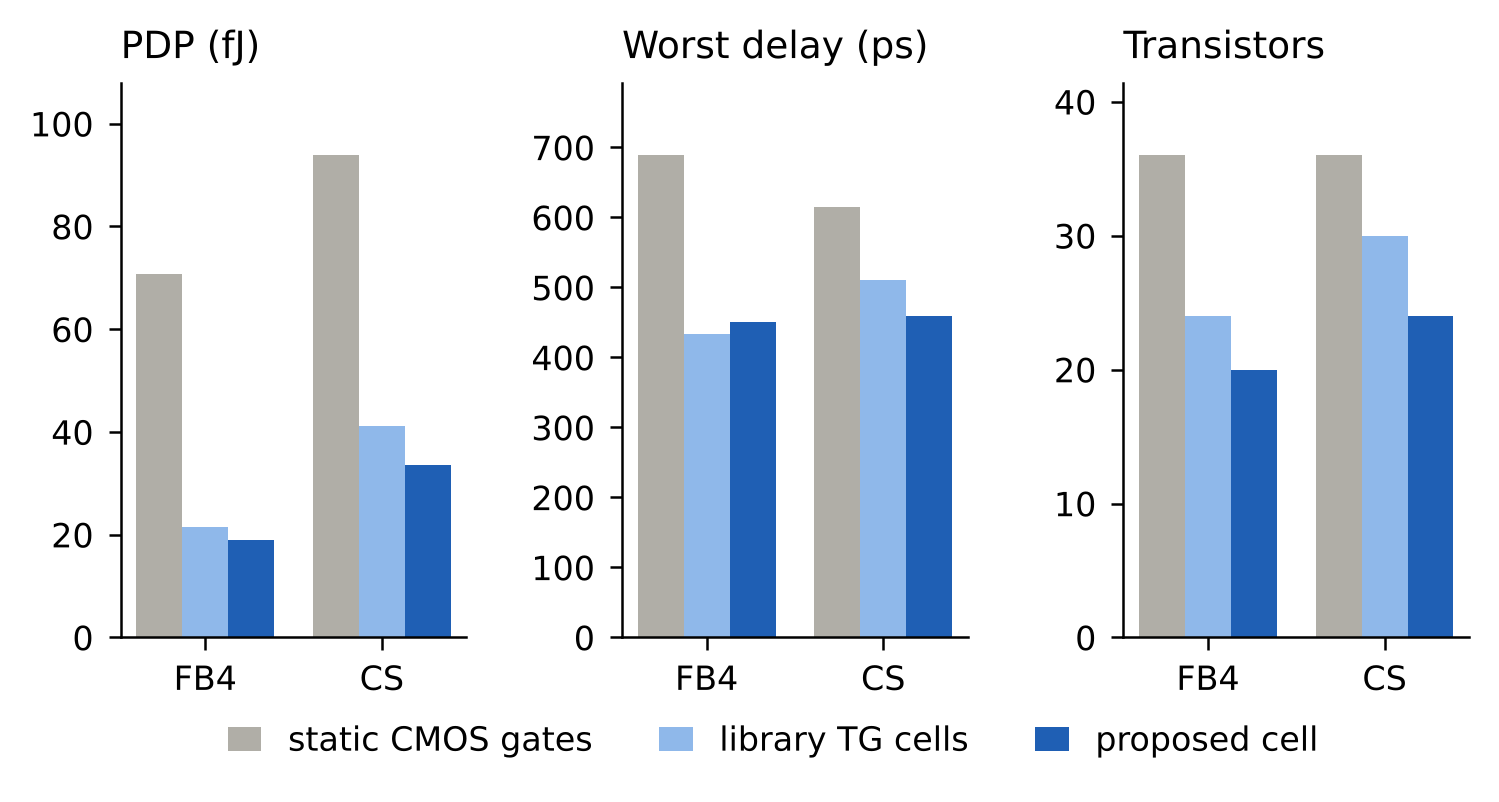 PDP (fJ)
100
80
60
40
20
0
FB4 CS
Worst delay (ps)
700
600
500
400
300
200
100
0
FB4 CS
Transistors
40
30
20
10
0
FB4 CS
static CMOS gates library TG cells proposed cell